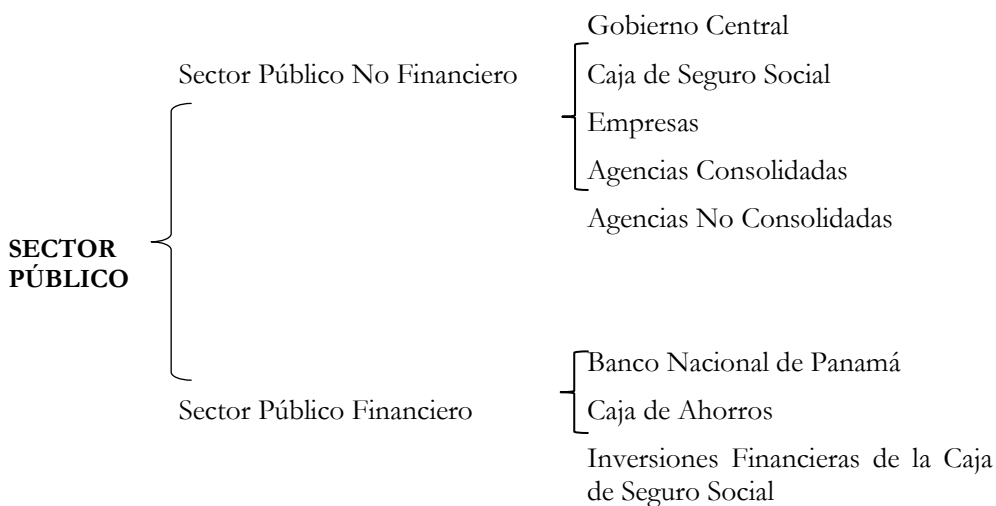 SECTOR
PÚBLICO
Sector Público No Financiero
Gobierno Central
Caja de Seguro Social
Empresas
Agencias Consolidadas
Agencias No Consolidadas
Sector Público Financiero
Banco Nacional de Panamá
Caja de Ahorros
Inversiones Financieras de la Caja
de Seguro Social